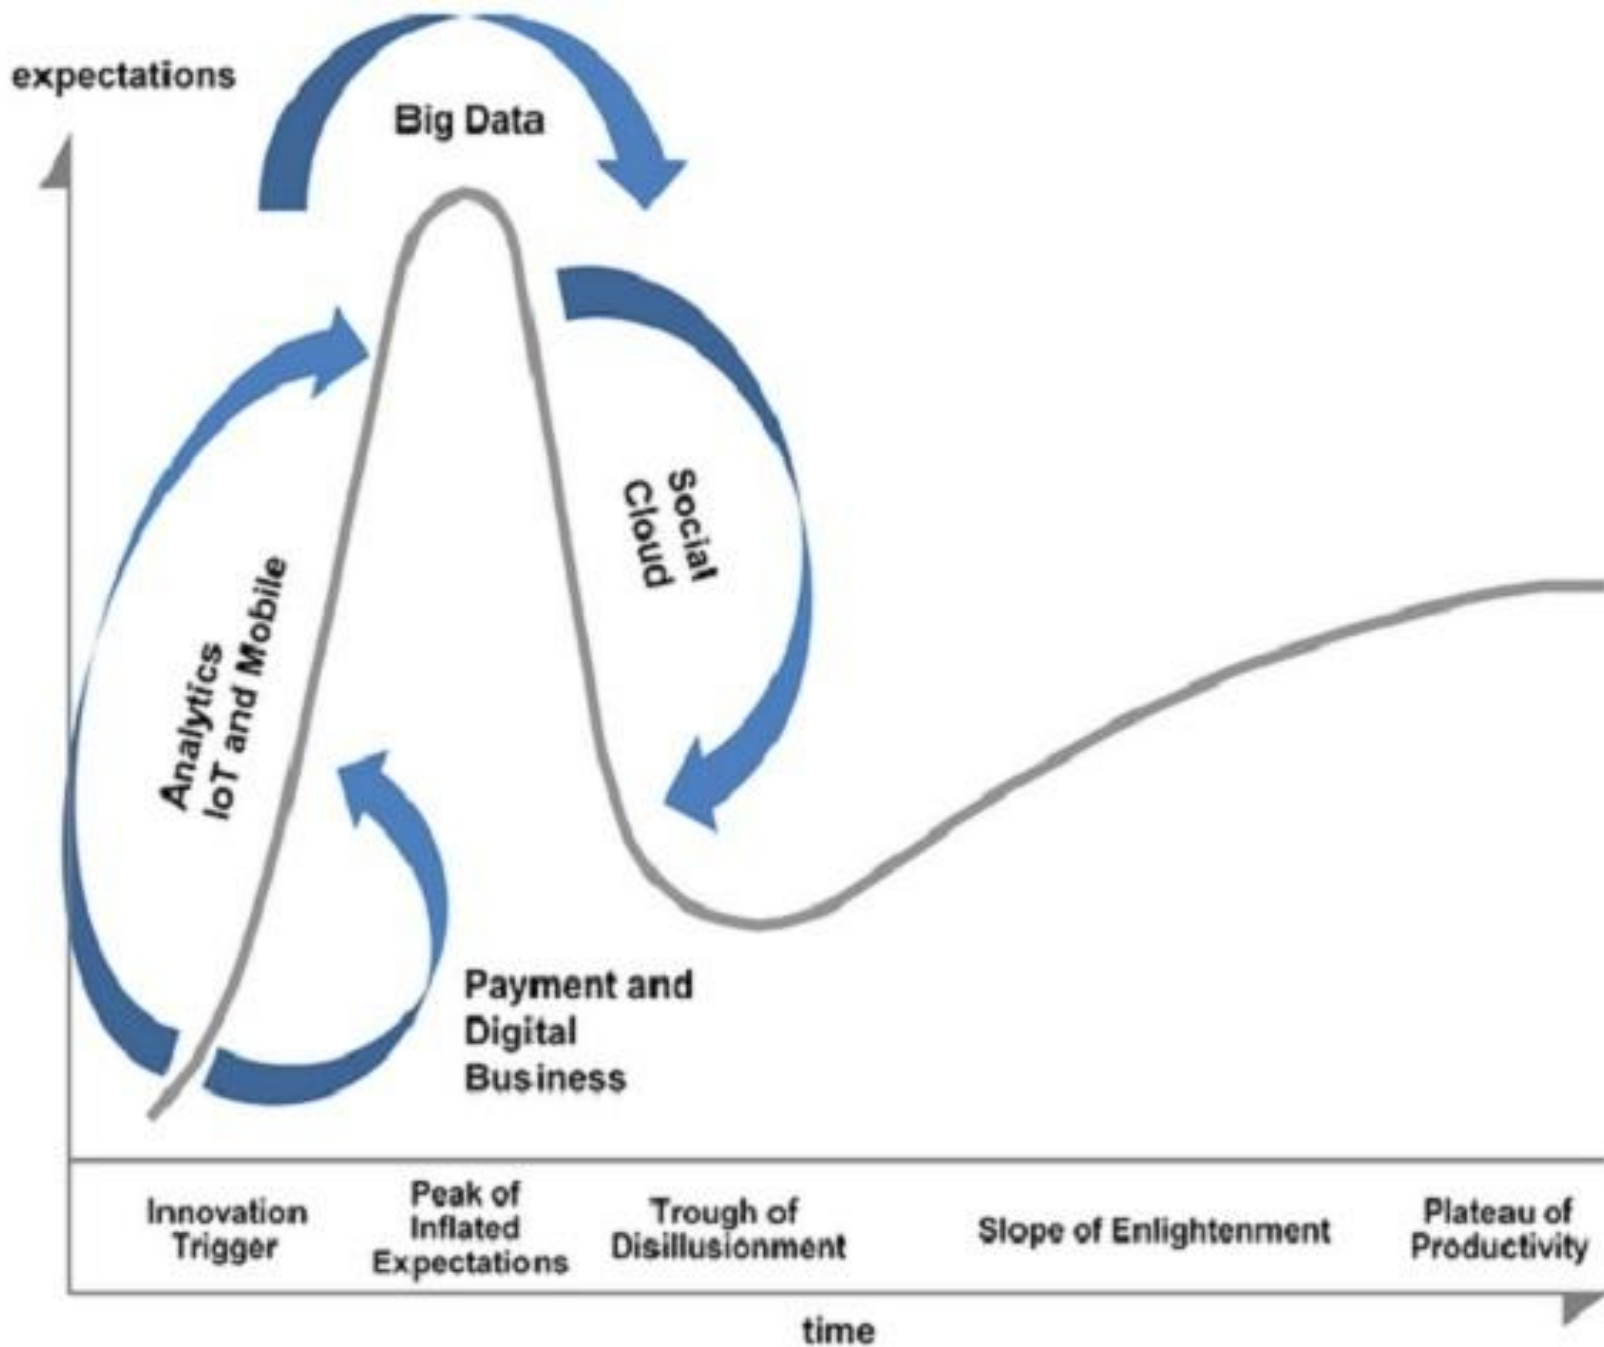 expectations
Big Data
Social
Cloud
Analytics
IoT and Mobile
Payment and
Digital
Business
Innovation
Trigger
Peak of
Inflated
Expectations
Trough of
Disillusionment
Slope of Enlightenment
Plateau of
Productivity
time